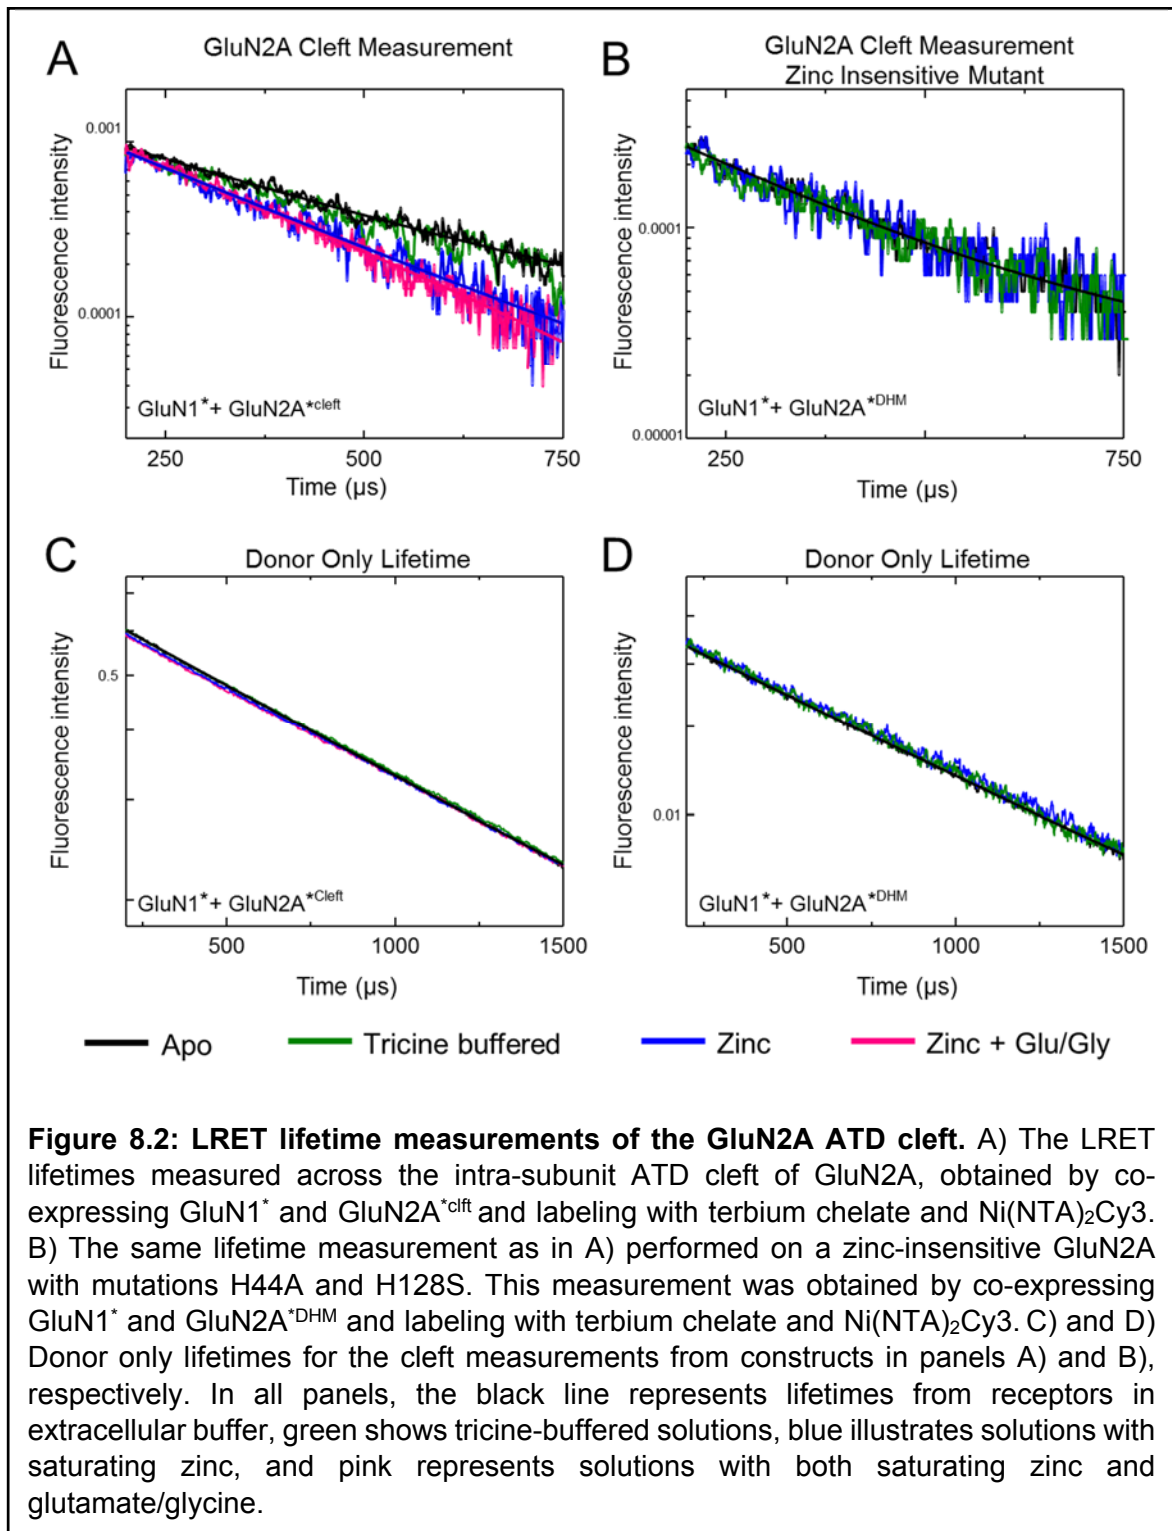 A
GluN2A Cleft Measurement
Fluorescence intensity
0.001
0.0001
GluN1*+ GluN2A*cleft
250
500
750
Time (µs)
B
GluN2A Cleft Measurement
Zinc Insensitive Mutant
Fluorescence intensity
0.0001
0.00001
GluN1*+ GluN2A*DHM
250
750
Time (µs)
C
Donor Only Lifetime
Fluorescence intensity
0.5
GluN1*+ GluN2A*Cleft
500
1000
1500
Time (µs)
D
Donor Only Lifetime
Fluorescence intensity
0.01
GluN1*+ GluN2A*DHM
500
1000
1500
Time (µs)
Apo
Tricine buffered
Zinc
Zinc + Glu/Gly
Figure 8.2: LRET lifetime measurements of the GluN2A ATD cleft. A) The LRET
lifetimes measured across the intra-subunit ATD cleft of GluN2A, obtained by co-
expressing GluN1* and GluN2A*clft and labeling with terbium chelate and Ni(NTA)₂Cy3.
B) The same lifetime measurement as in A) performed on a zinc-insensitive GluN2A
with mutations H44A and H128S. This measurement was obtained by co-expressing
GluN1* and GluN2A*DHM and labeling with terbium chelate and Ni(NTA)₂Cy3. C) and D)
Donor only lifetimes for the cleft measurements from constructs in panels A) and B),
respectively. In all panels, the black line represents lifetimes from receptors in
extracellular buffer, green shows tricine-buffered solutions, blue illustrates solutions with
saturating zinc, and pink represents solutions with both saturating zinc and
glutamate/glycine.